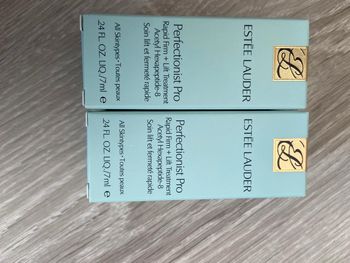 ESTĒE LAUDER
Perfectionist Pro
Rapid Firm + Lift Treatment
Acetyl Hexapeptide-8
Soin lift et fermeté rapide
All Skintypes•Toutes peaux
.24 FL. OZ. LIQ./7ml e
ESTĒE LAUDER
Perfectionist Pro
Rapid Firm + Lift Treatment
Acetyl Hexapeptide-8
Soin lift et fermeté rapide
All Skintypes•Toutes peaux
.24 FL. OZ. LIQ./7ml e